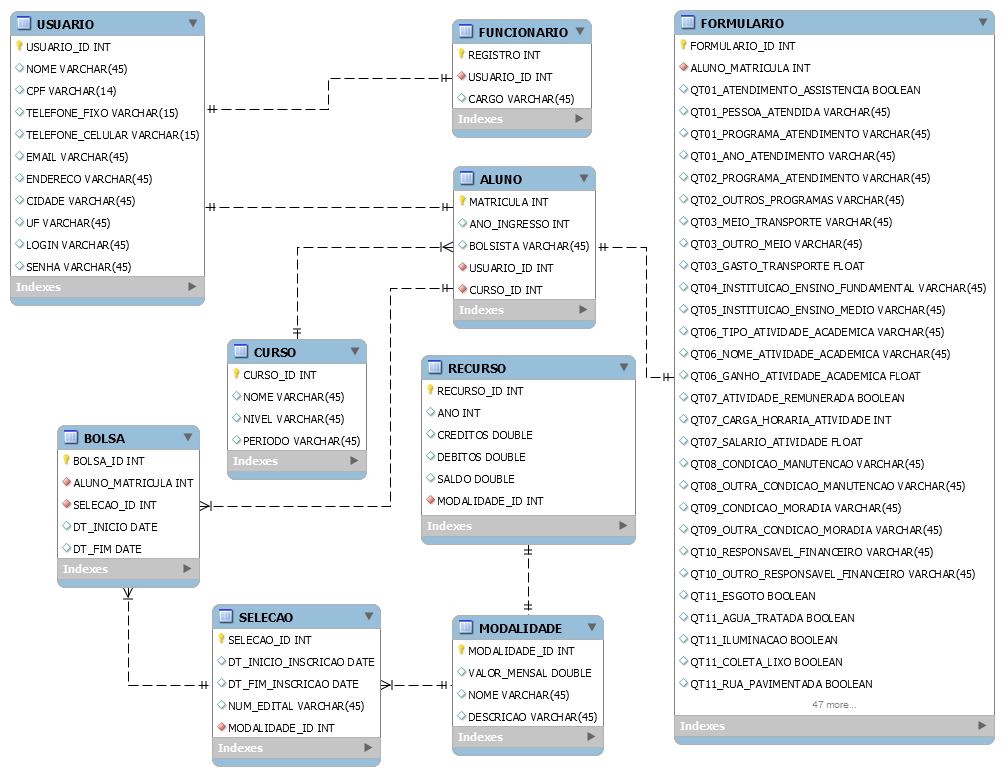 USUARIO
USUARIO_ID INT
NOME VARCHAR(45)
CPF VARCHAR(14)
TELEFONE_FIXO VARCHAR(15)
TELEFONE_CELULAR VARCHAR(15)
EMAIL VARCHAR(45)
ENDERECO VARCHAR(45)
CIDADE VARCHAR(45)
UF VARCHAR(45)
LOGIN VARCHAR(45)
SENHA VARCHAR(45)
Indexes
FUNCIONARIO
REGISTRO INT
USUARIO_ID INT
CARGO VARCHAR(45)
Indexes
ALUNO
MATRICULA INT
ANO_INGRESSO INT
BOLSISTA VARCHAR(45)
USUARIO_ID INT
CURSO_ID INT
Indexes
CURSO
CURSO_ID INT
NOME VARCHAR(45)
NIVEL VARCHAR(45)
PERIODO VARCHAR(45)
Indexes
RECURSO
RECURSO_ID INT
ANO INT
CREDITOS DOUBLE
DEBITOS DOUBLE
SALDO DOUBLE
MODALIDADE_ID INT
Indexes
BOLSA
BOLSA_ID INT
ALUNO_MATRICULA INT
SELECAO_ID INT
DT_INICIO DATE
DT_FIM DATE
Indexes
SELECAO
SELECAO_ID INT
DT_INICIO_INSCRICAO DATE
DT_FIM_INSCRICAO DATE
NUM_EDITAL VARCHAR(45)
MODALIDADE_ID INT
Indexes
MODALIDADE
MODALIDADE_ID INT
VALOR_MENSAL DOUBLE
NOME VARCHAR(45)
DESCRICAO VARCHAR(45)
Indexes
FORMULARIO
FORMULARIO_ID INT
ALUNO_MATRICULA INT
QT01_ATENDIMENTO_ASSISTENCIA BOOLEAN
QT01_PESSOA_ATENDIDA VARCHAR(45)
QT01_PROGRAMA_ATENDIMENTO VARCHAR(45)
QT01_ANO_ATENDIMENTO VARCHAR(45)
QT02_PROGRAMA_ATENDIMENTO VARCHAR(45)
QT02_OUTROS_PROGRAMAS VARCHAR(45)
QT03_MEIO_TRANSPORTE VARCHAR(45)
QT03_OUTRO_MEIO VARCHAR(45)
QT03_GASTO_TRANSPORTE FLOAT
QT04_INSTITUICAO_ENSINO_FUNDAMENTAL VARCHAR(45)
QT05_INSTITUICAO_ENSINO_MEDIO VARCHAR(45)
QT06_TIPO_ATIVIDADE_ACADEMICA VARCHAR(45)
QT06_NOME_ATIVIDADE_ACADEMICA VARCHAR(45)
QT06_GANHO_ATIVIDADE_ACADEMICA FLOAT
QT07_ATIVIDADE_REMUNERADA BOOLEAN
QT07_CARGA_HORARIA_ATIVIDADE INT
QT07_SALARIO_ATIVIDADE FLOAT
QT08_CONDICAO_MANUTENCAO VARCHAR(45)
QT08_OUTRA_CONDICAO_MANUTENCAO VARCHAR(45)
QT09_CONDICAO_MORADIA VARCHAR(45)
QT09_OUTRA_CONDICAO_MORADIA VARCHAR(45)
QT10_RESPONSAVEL_FINANCEIRO VARCHAR(45)
QT10_OUTRO_RESPONSAVEL_FINANCEIRO VARCHAR(45)
QT11_ESGOTO BOOLEAN
QT11_AGUA_TRATADA BOOLEAN
QT11_ILUMINACAO BOOLEAN
QT11_COLETA_LIXO BOOLEAN
QT11_RUA_PAVIMENTADA BOOLEAN
47 more...
Indexes